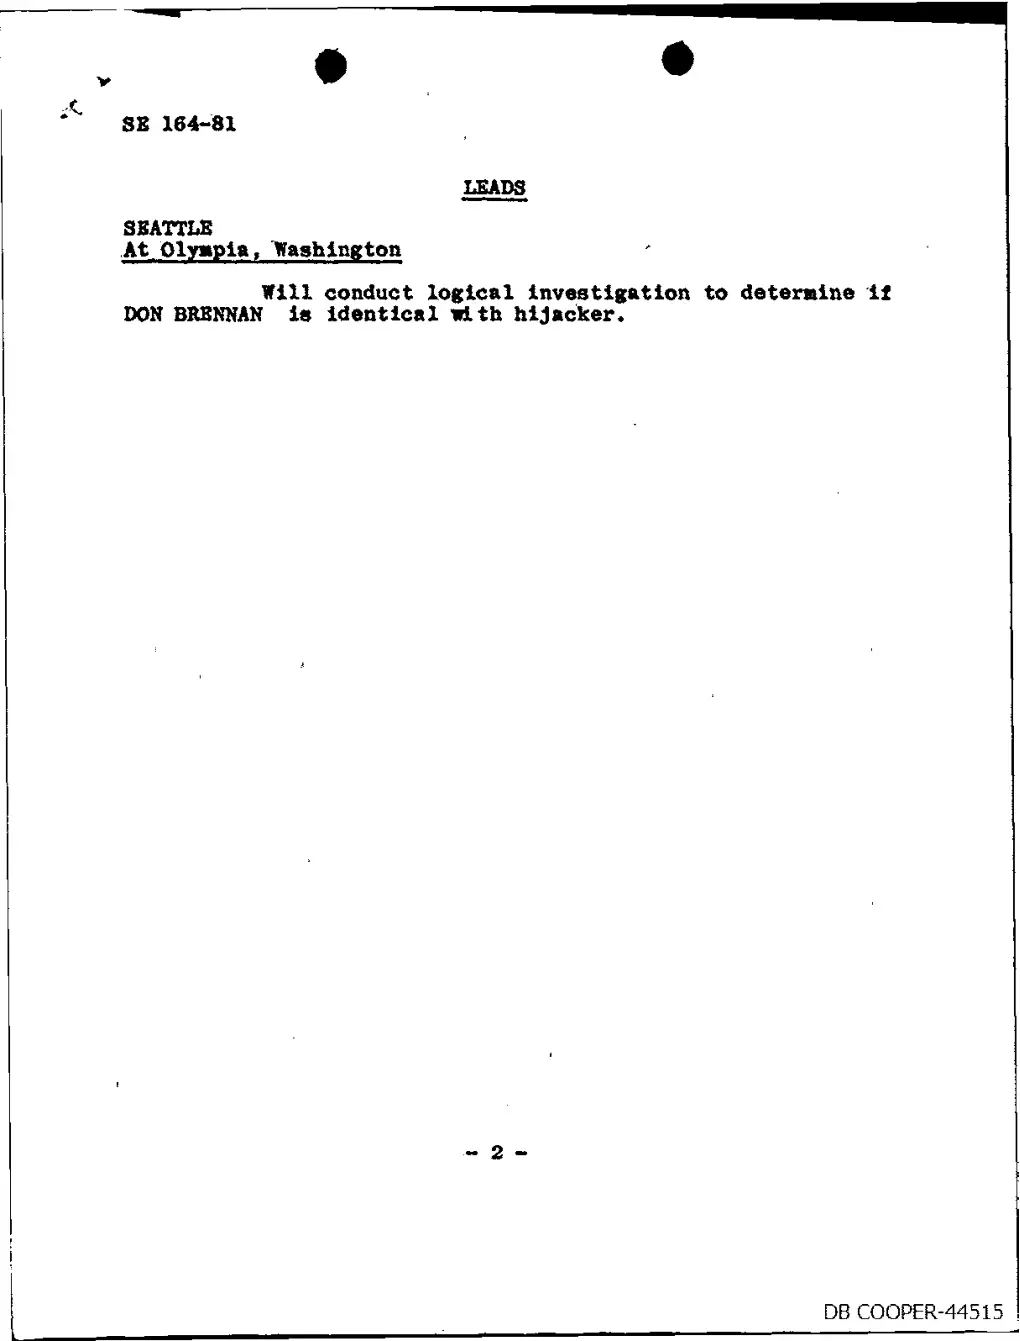 SE 164-81
LEADS
SEATTLE
At Olympia, Washington
Will conduct logical investigation to determine if
DON BRENNAN is identical with hijacker.
- 2 -
DB COOPER-44515